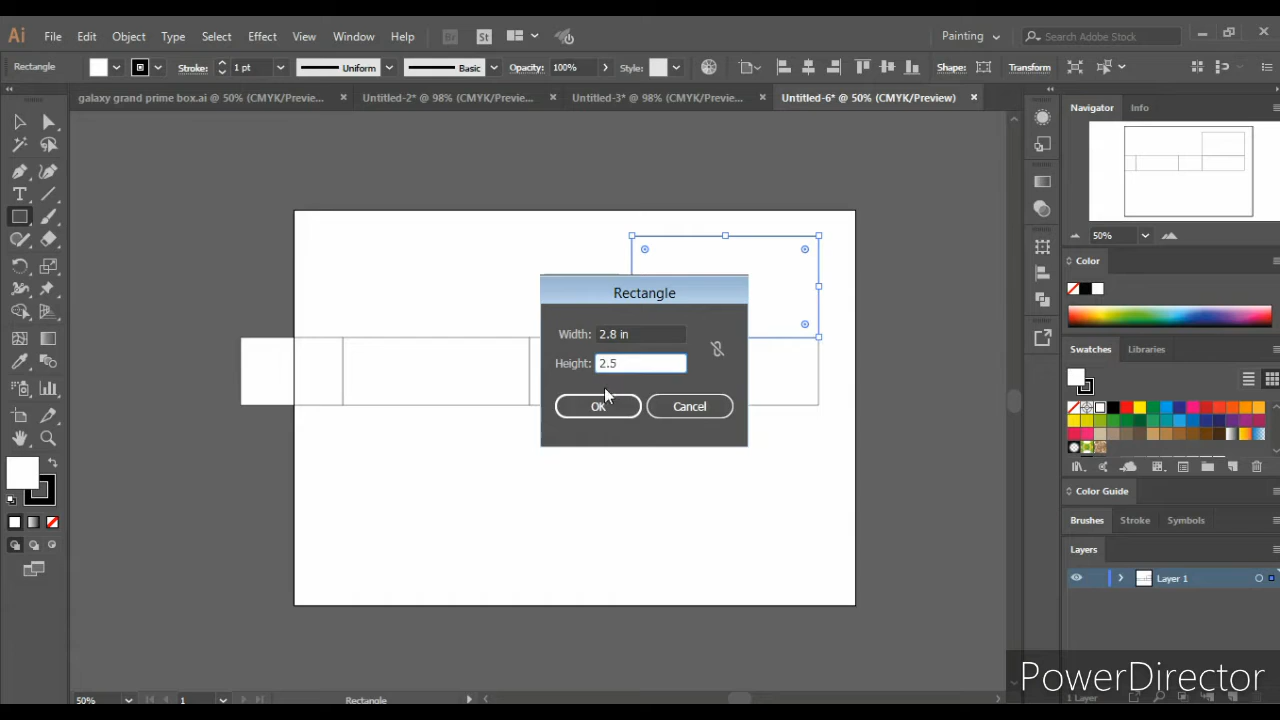 Ai File Edit Object Type Select Effect View Window Help Br St Painting Search Adobe Stock
Rectangle Stroke: 1 pt Uniform Basic Opacity: 100% Style: Shape: Transform
galaxy grand prime box.ai @ 50% (CMYK/Previe... Untitled-2* @ 98% (CMYK/Previe... Untitled-3* @ 98% (CMYK/Previe... Untitled-6* @ 50% (CMYK/Preview)
Navigator Info
T
50%
Color
Rectangle
Width: 2.8 in
Height: 2.5
OK Cancel
Swatches Libraries
Color Guide
Brushes Stroke Symbols
Layers
Layer 1
PowerDirector
50% 1 Rectangle 1 Layer